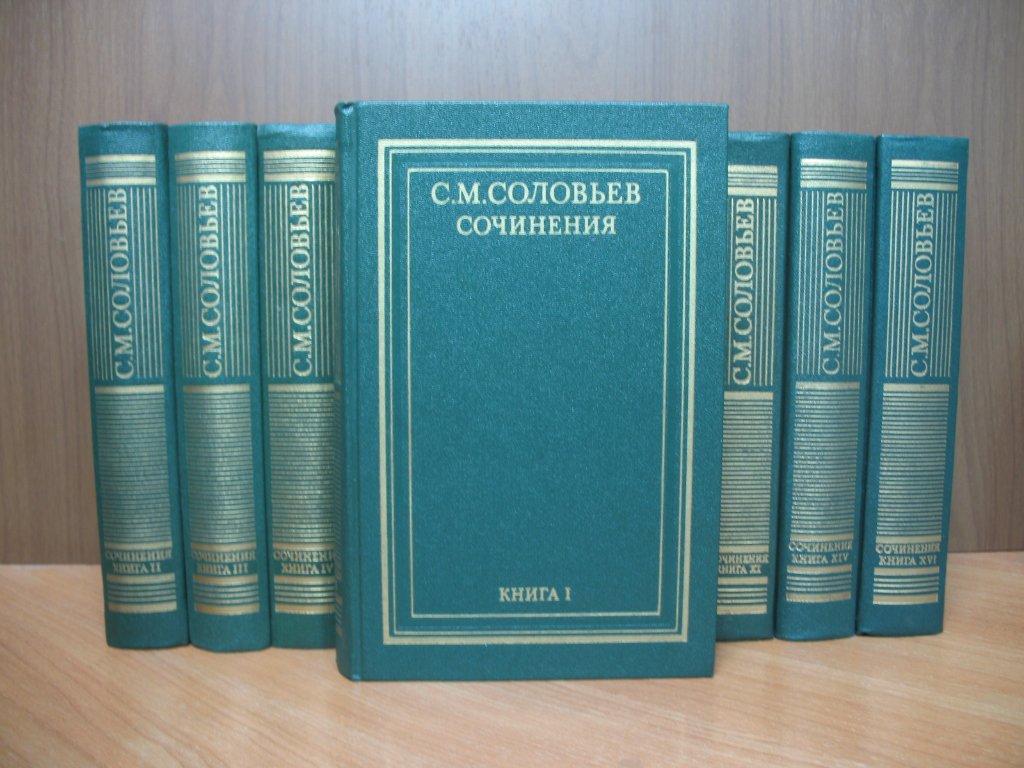 С.М.СОЛОВЬЕВ
СОЧИНЕНИЯ
КНИГА II
С.М.СОЛОВЬЕВ
СОЧИНЕНИЯ
КНИГА III
С.М.СОЛОВЬЕВ
СОЧИНЕНИЯ
КНИГА IV
С.М.СОЛОВЬЕВ
СОЧИНЕНИЯ
КНИГА I
С.М.СОЛОВЬЕВ
СОЧИНЕНИЯ
КНИГА XI
С.М.СОЛОВЬЕВ
СОЧИНЕНИЯ
КНИГА XIV
С.М.СОЛОВЬЕВ
СОЧИНЕНИЯ
КНИГА XVI